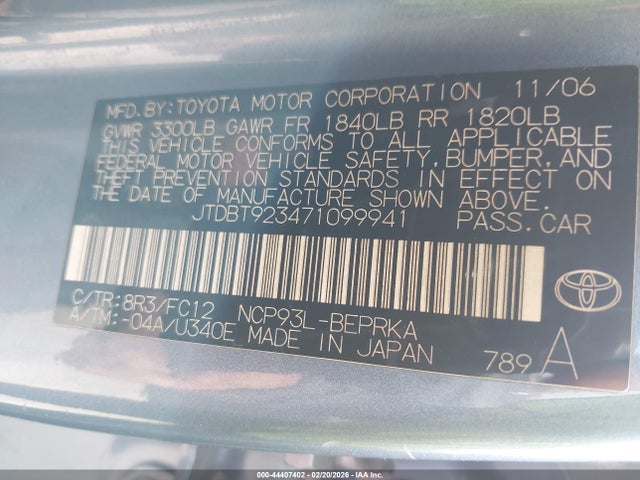 MFD.BY:TOYOTA MOTOR CORPORATION 11/06
GVWR 3300LB GAWR FR 1840LB RR 1820LB
THIS VEHICLE CONFORMS TO ALL APPLICABLE
FEDERAL MOTOR VEHICLE SAFETY,BUMPER,AND
THEFT PREVENTION STANDARDS IN EFFECT ON
THE DATE OF MANUFACTURE SHOWN ABOVE.
JTDBT923471099941 PASS.CAR
C/TR:8R3/FC12 NCP93L-BEPRKA
A/TM:-04A/U340E MADE IN JAPAN 789 A
000-44407402 - 02/20/2026 - IAA Inc.